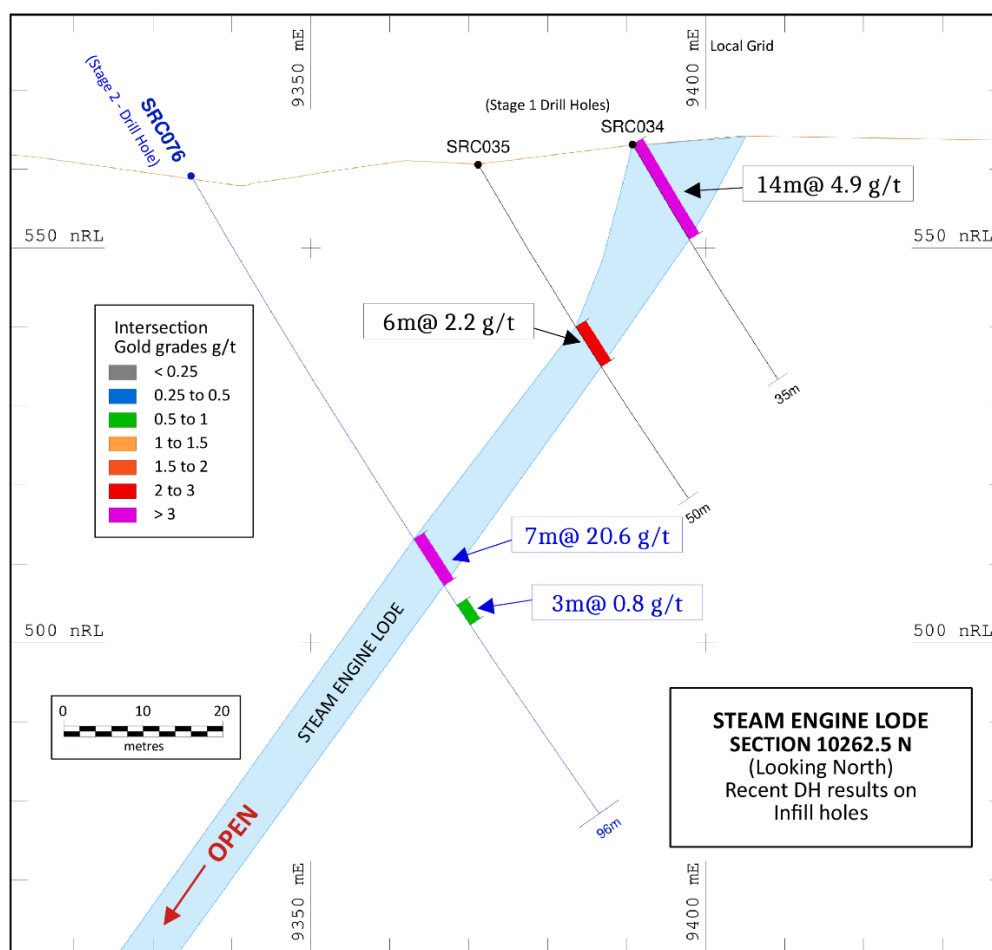 9350 mE
9400 mE
Local Grid
SRC076
(Stage 2 - Drill Hole)
(Stage 1 Drill Holes)
SRC035
SRC034
14m@ 4.9 g/t
550 nRL
550 nRL
6m@ 2.2 g/t
Intersection
Gold grades g/t
< 0.25
0.25 to 0.5
0.5 to 1
1 to 1.5
1.5 to 2
2 to 3
> 3
35m
50m
7m@ 20.6 g/t
3m@ 0.8 g/t
500 nRL
500 nRL
STEAM ENGINE LODE
0 10 20
metres
STEAM ENGINE LODE
SECTION 10262.5 N
(Looking North)
Recent DH results on
Infill holes
96m
OPEN
9350 mE
9400 mE